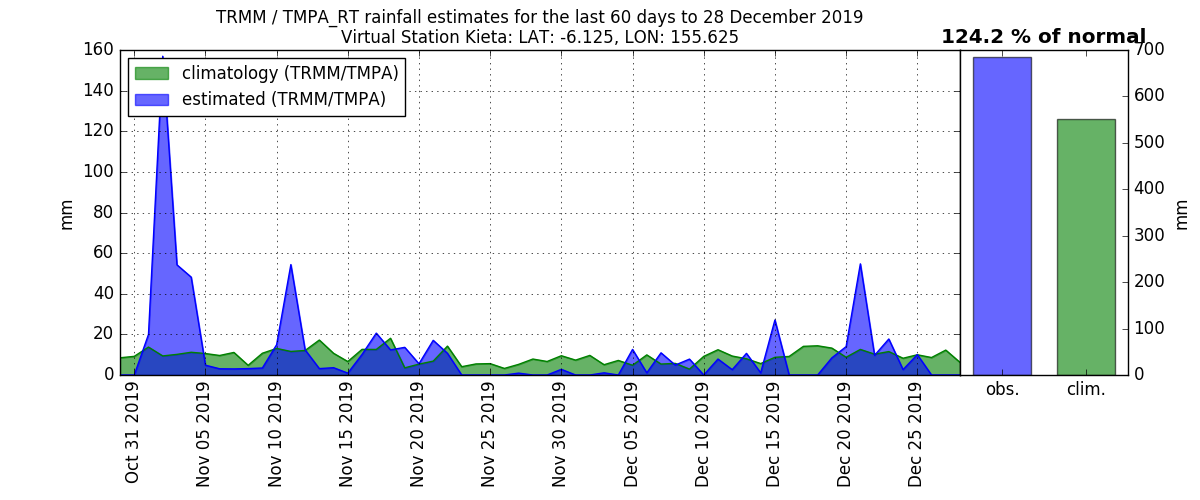 TRMM / TMPA_RT rainfall estimates for the last 60 days to 28 December 2019
Virtual Station Kieta: LAT: -6.125, LON: 155.625
124.2 % of normal
climatology (TRMM/TMPA)
estimated (TRMM/TMPA)
160
140
120
100
80
60
40
20
0
mm
Oct 31 2019
Nov 05 2019
Nov 10 2019
Nov 15 2019
Nov 20 2019
Nov 25 2019
Nov 30 2019
Dec 05 2019
Dec 10 2019
Dec 15 2019
Dec 20 2019
Dec 25 2019
700
600
500
400
300
200
100
0
mm
obs.
clim.